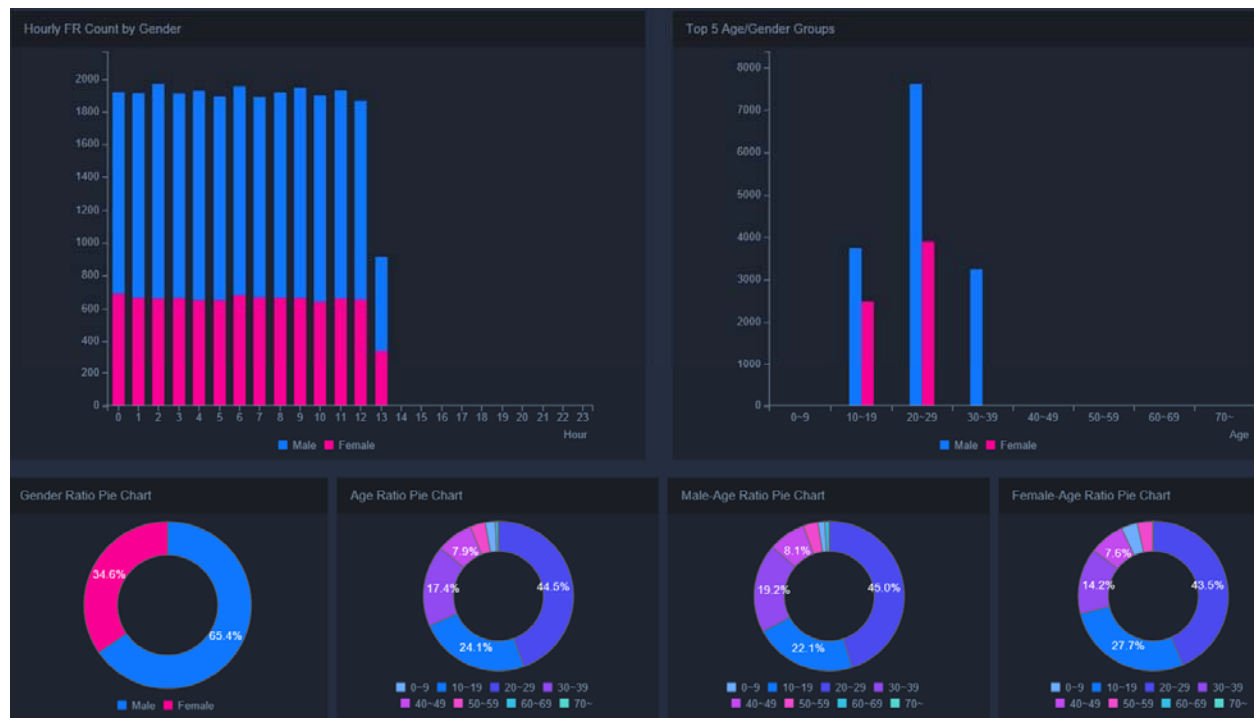 Hourly FR Count by Gender
2000
1800
1600
1400
1200
1000
800
600
400
200
0
0 1 2 3 4 5 6 7 8 9 10 11 12 13 14 15 16 17 18 19 20 21 22 23
Hour
Male Female
Top 5 Age/Gender Groups
8000
7000
6000
5000
4000
3000
2000
1000
0
0~9 10~19 20~29 30~39 40~49 50~59 60~69 70~
Age
Male Female
Gender Ratio Pie Chart
34.6%
65.4%
Male Female
Age Ratio Pie Chart
7.9%
17.4%
44.5%
24.1%
0~9 10~19 20~29 30~39
40~49 50~59 60~69 70~
Male-Age Ratio Pie Chart
8.1%
19.2%
45.0%
22.1%
0~9 10~19 20~29 30~39
40~49 50~59 60~69 70~
Female-Age Ratio Pie Chart
7.6%
14.2%
43.5%
27.7%
0~9 10~19 20~29 30~39
40~49 50~59 60~69 70~